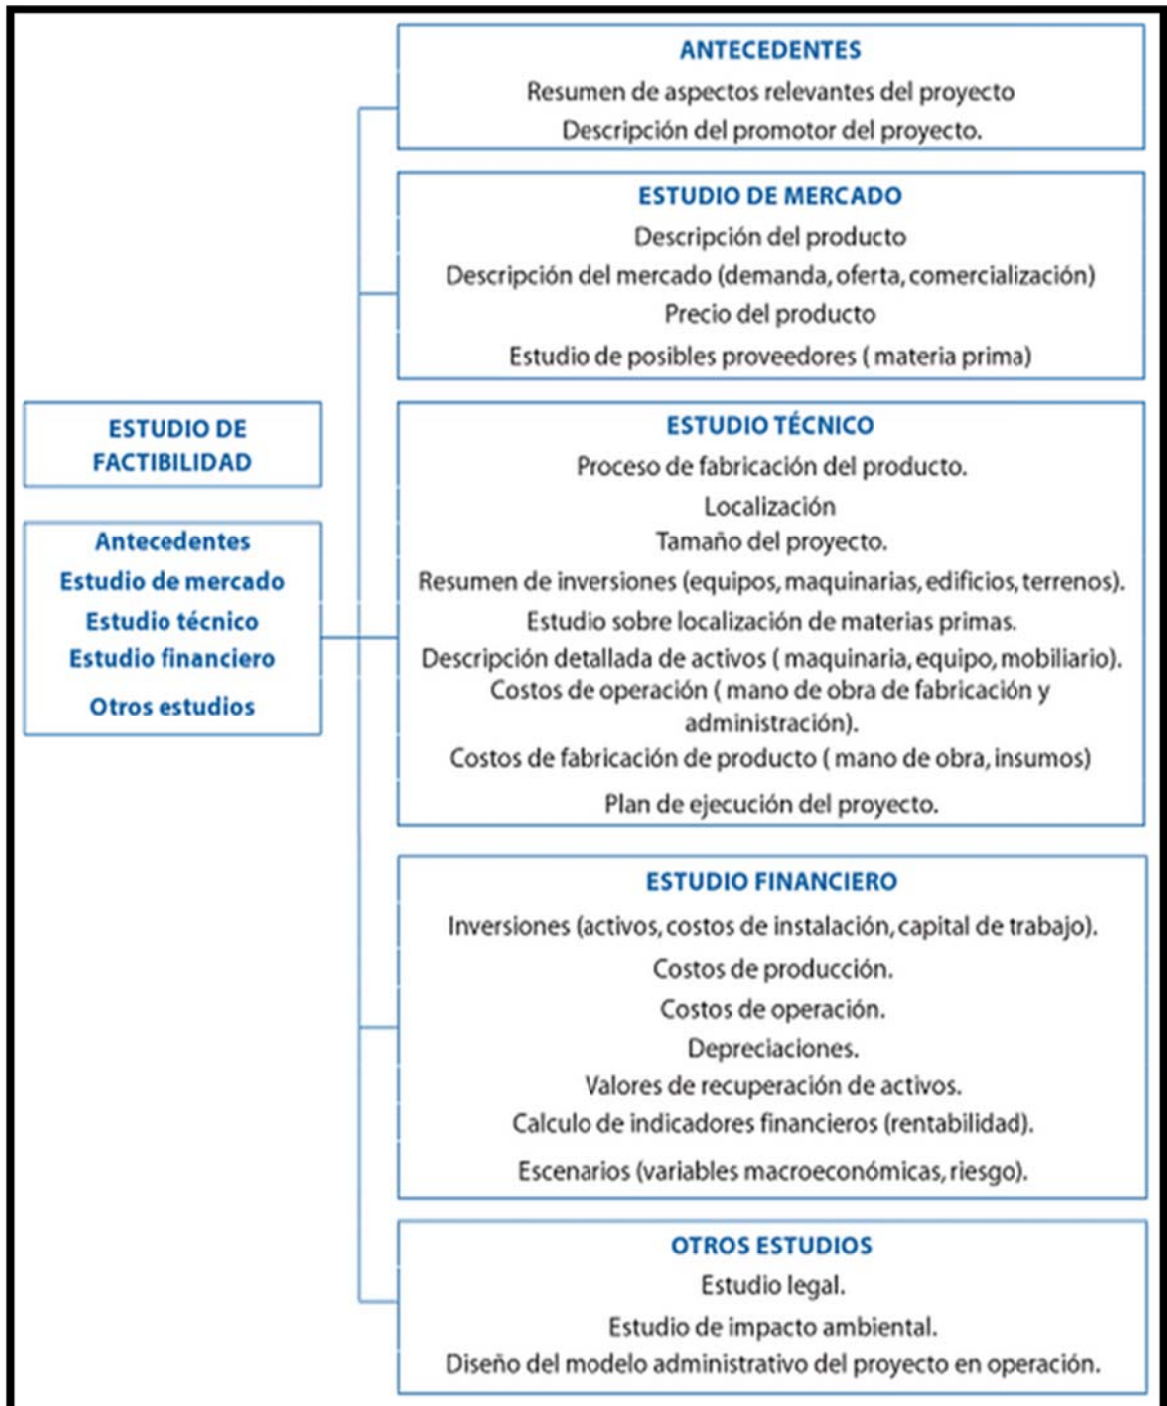 ESTUDIO DE
FACTIBILIDAD
Antecedentes
Estudio de mercado
Estudio técnico
Estudio financiero
Otros estudios
ANTECEDENTES
Resumen de aspectos relevantes del proyecto
Descripción del promotor del proyecto.
ESTUDIO DE MERCADO
Descripción del producto
Descripción del mercado (demanda, oferta, comercialización)
Precio del producto
Estudio de posibles proveedores ( materia prima)
ESTUDIO TÉCNICO
Proceso de fabricación del producto.
Localización
Tamaño del proyecto.
Resumen de inversiones (equipos, maquinarias, edificios, terrenos).
Estudio sobre localización de materias primas.
Descripción detallada de activos ( maquinaria, equipo, mobiliario).
Costos de operación ( mano de obra de fabricación y
administración).
Costos de fabricación de producto ( mano de obra, insumos)
Plan de ejecución del proyecto.
ESTUDIO FINANCIERO
Inversiones (activos, costos de instalación, capital de trabajo).
Costos de producción.
Costos de operación.
Depreciaciones.
Valores de recuperación de activos.
Calculo de indicadores financieros (rentabilidad).
Escenarios (variables macroeconómicas, riesgo).
OTROS ESTUDIOS
Estudio legal.
Estudio de impacto ambiental.
Diseño del modelo administrativo del proyecto en operación.